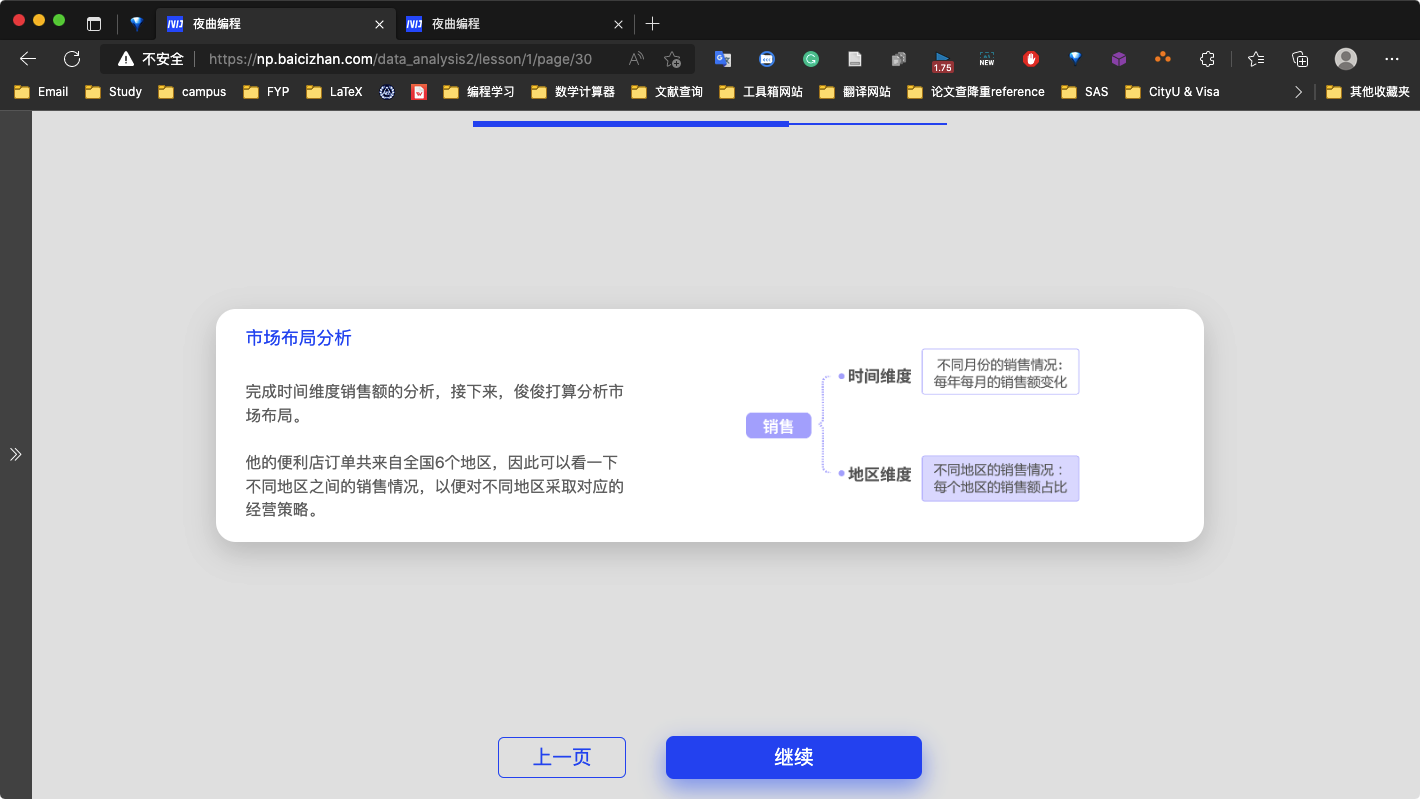 夜曲编程
夜曲编程
不安全
https://np.baicizhan.com/data_analysis2/lesson/1/page/30
1.75
NEW
Email
Study
campus
FYP
LaTeX
编程学习
数学计算器
文献查询
工具箱网站
翻译网站
论文查降重reference
SAS
CityU & Visa
其他收藏夹
市场布局分析
完成时间维度销售额的分析，接下来，俊俊打算分析市
场布局。
他的便利店订单共来自全国6个地区，因此可以看一下
不同地区之间的销售情况，以便对不同地区采取对应的
经营策略。
销售
时间维度
不同月份的销售情况：
每年每月的销售额变化
地区维度
不同地区的销售情况：
每个地区的销售额占比
上一页
继续